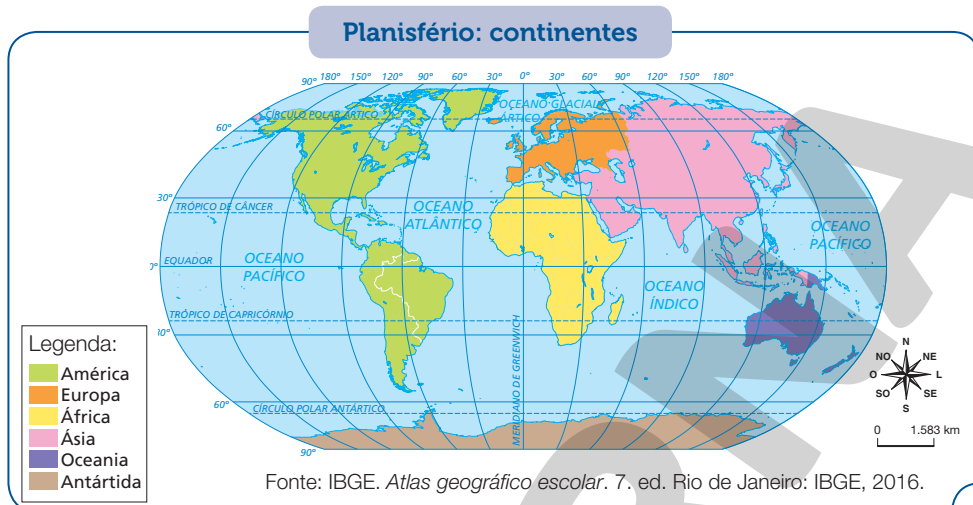 Planisfério: continentes
180° 150° 120° 90° 60° 30° 0° 30° 60° 90° 120° 150° 180°
90°
OCEANO GLACIAL
ÁRTICO
CÍRCULO POLAR ÁRTICO
60°
30°
TRÓPICO DE CÂNCER
OCEANO
ATLÂNTICO
OCEANO
PACÍFICO
EQUADOR
0°
OCEANO
PACÍFICO
OCEANO
ÍNDICO
TRÓPICO DE CAPRICÓRNIO
30°
MERIDIANO DE GREENWICH
60°
CÍRCULO POLAR ANTÁRTICO
90°
Legenda:
América
Europa
África
Ásia
Oceania
Antártida
N
NO NE
O L
SO SE
S
0 1.583 km
Fonte: IBGE. Atlas geográfico escolar. 7. ed. Rio de Janeiro: IBGE, 2016.